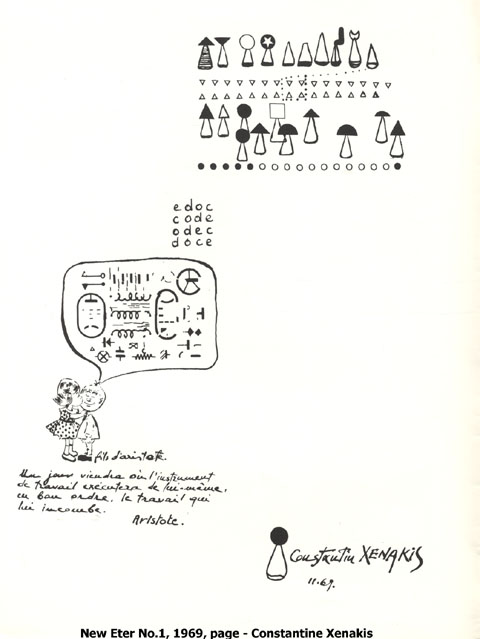 edoc
code
odec
doce
fils d'aristote.
Un jour viendra où l'instrument
de travail exécutera de lui-même,
en bon ordre, le travail qui
lui incombe.
Aristote.
Constantin XENAKIS
11.69.
New Eter No.1, 1969, page - Constantine Xenakis